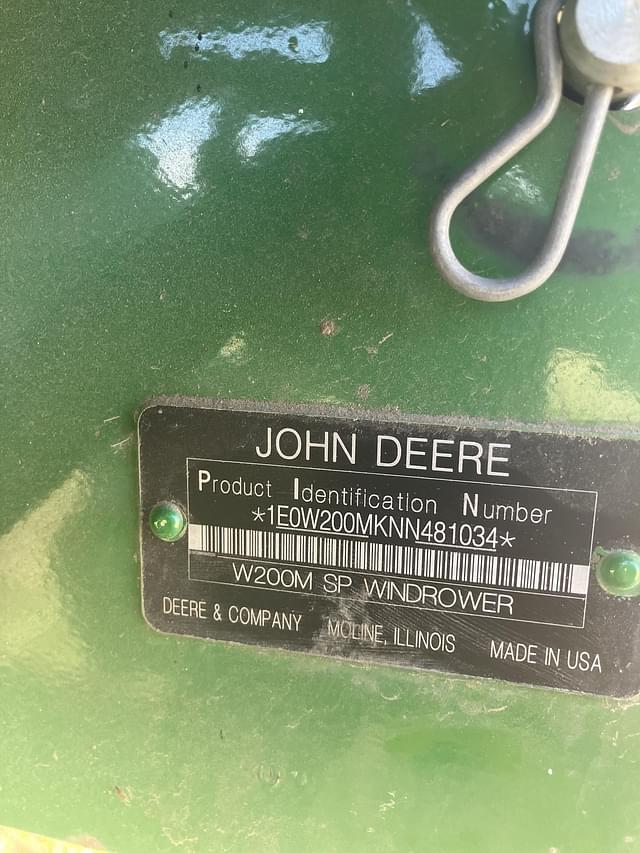 JOHN DEERE
Product Identification Number
*1E0W200MKNN481034*
W200M SP WINDROWER
DEERE & COMPANY MOLINE, ILLINOIS MADE IN USA